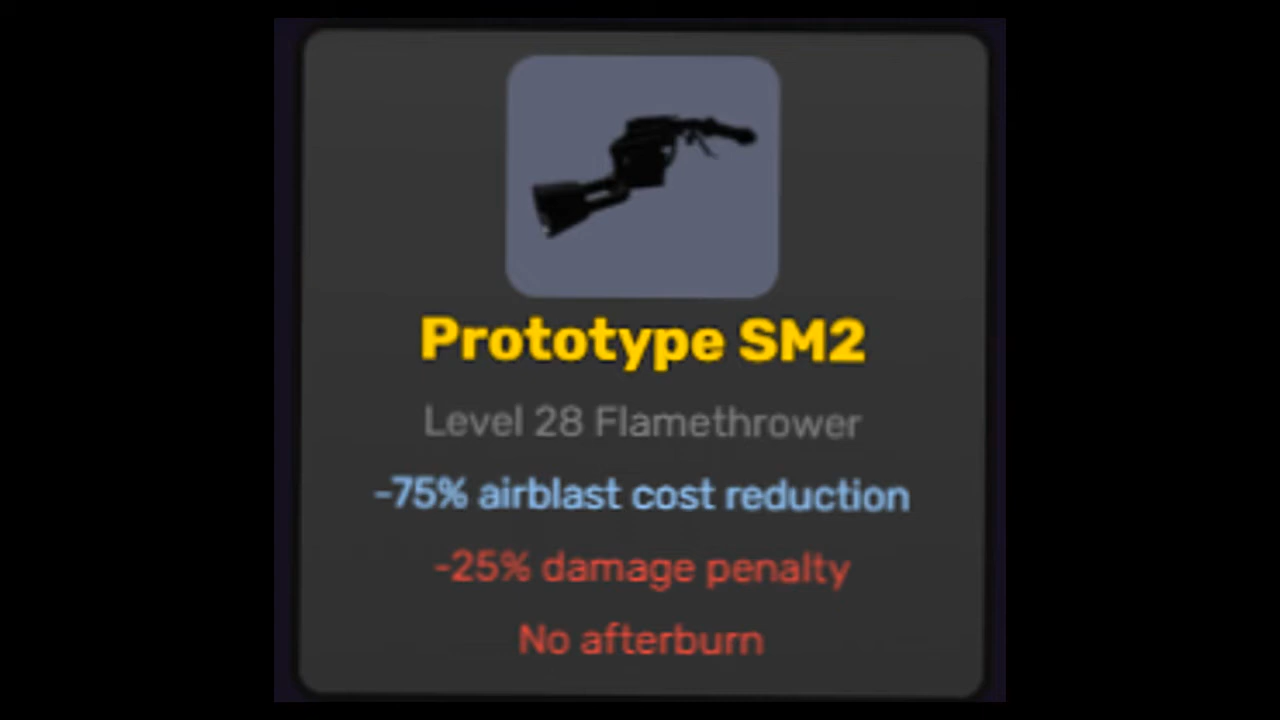 Prototype SM2
Level 28 Flamethrower
-75% airblast cost reduction
-25% damage penalty
No afterburn